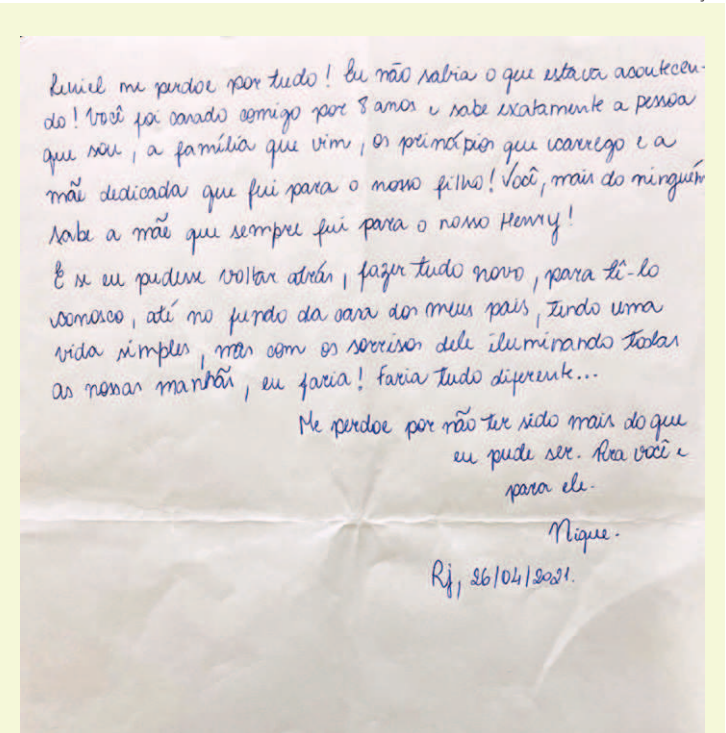 Leniel me perdoe por tudo! Eu não sabia o que estava acontecen-
do! Você foi casado comigo por 8 anos e sabe exatamente a pessoa
que sou, a família que vim, os princípios que carrego e a
mãe dedicada que fui para o nosso filho! Você, mais do ninguém
sabe a mãe que sempre fui para o nosso Henry!
E se eu pudesse voltar atrás, fazer tudo novo, para tê-lo
conosco, até no fundo da casa dos meus pais, tendo uma
vida simples, mas com os sorrisos dele iluminando todas
as nossas manhãs, eu faria! Faria tudo diferente...
Me perdoe por não ter sido mais do que
eu pude ser. Pra você e
para ele.
Nique.
Rj, 26/04/2021.